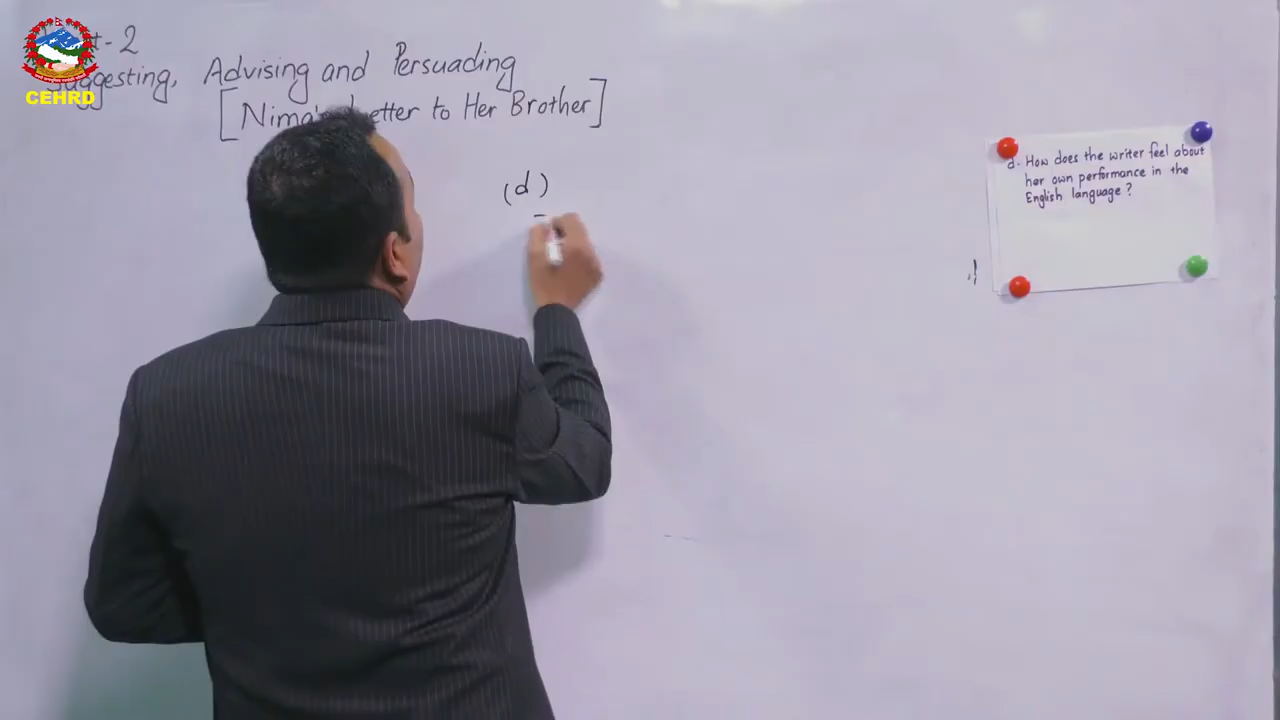 CEHRD
-2
Suggesting, Advising and Persuading
[Nima's Letter to Her Brother]
(d)
d. How does the writer feel about
her own performance in the
English language?